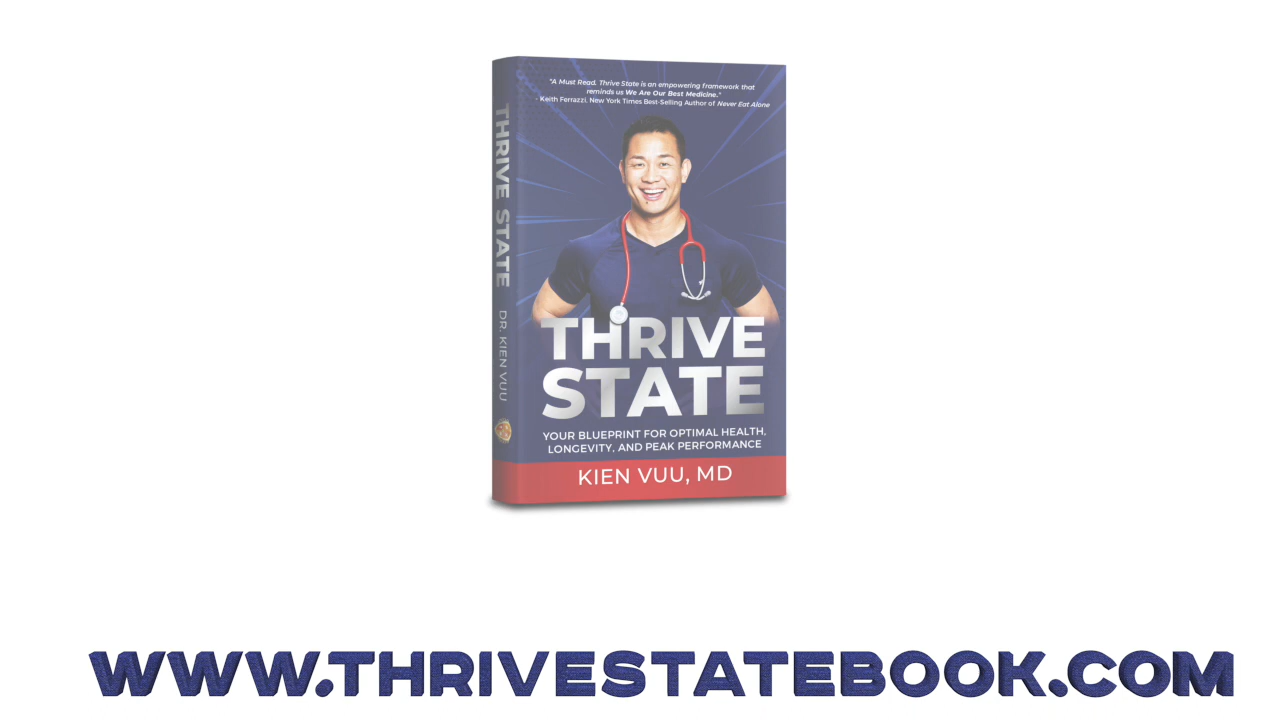 "A Must Read. Thrive State is an empowering framework that
reminds us We Are Our Best Medicine."
- Keith Ferrazzi, New York Times Best-Selling Author of Never Eat Alone
THRIVE
STATE
YOUR BLUEPRINT FOR OPTIMAL HEALTH,
LONGEVITY, AND PEAK PERFORMANCE
KIEN VUU, MD
THRIVE STATE DR. KIEN VUU
WWW.THRIVESTATEBOOK.COM